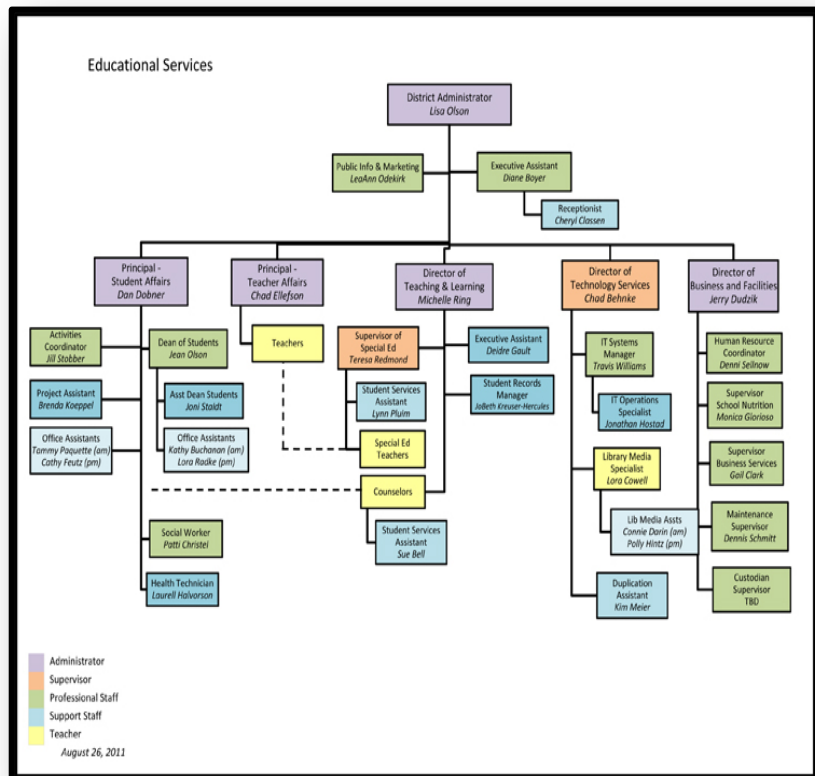 Educational Services
District Administrator
Lisa Olson
Public Info & Marketing
LeaAnn Odekirk
Executive Assistant
Diane Boyer
Receptionist
Cheryl Classen
Principal -
Student Affairs
Dan Dobner
Principal -
Teacher Affairs
Chad Ellefson
Director of
Teaching & Learning
Michelle Ring
Director of
Technology Services
Chad Behnke
Director of
Business and Facilities
Jerry Dudzik
Activities
Coordinator
Jill Stobber
Dean of Students
Jean Olson
Project Assistant
Brenda Koeppel
Asst Dean Students
Joni Staldt
Office Assistants
Tammy Paquette (am)
Cathy Feutz (pm)
Office Assistants
Kathy Buchanan (am)
Lora Radke (pm)
Social Worker
Patti Christel
Health Technician
Laurell Halvorson
Teachers
Supervisor of
Special Ed
Teresa Redmond
Student Services
Assistant
Lynn Pluim
Special Ed
Teachers
Counselors
Student Services
Assistant
Sue Bell
Executive Assistant
Deidre Gault
Student Records
Manager
JoBeth Kreuser-Hercules
IT Systems
Manager
Travis Williams
IT Operations
Specialist
Jonathan Hostad
Library Media
Specialist
Lora Cowell
Lib Media Assts
Connie Darin (am)
Polly Hintz (pm)
Duplication
Assistant
Kim Meier
Human Resource
Coordinator
Denni Sellnow
Supervisor
School Nutrition
Monica Glorioso
Supervisor
Business Services
Gail Clark
Maintenance
Supervisor
Dennis Schmitt
Custodian
Supervisor
TBD
Administrator
Supervisor
Professional Staff
Support Staff
Teacher
August 26, 2011